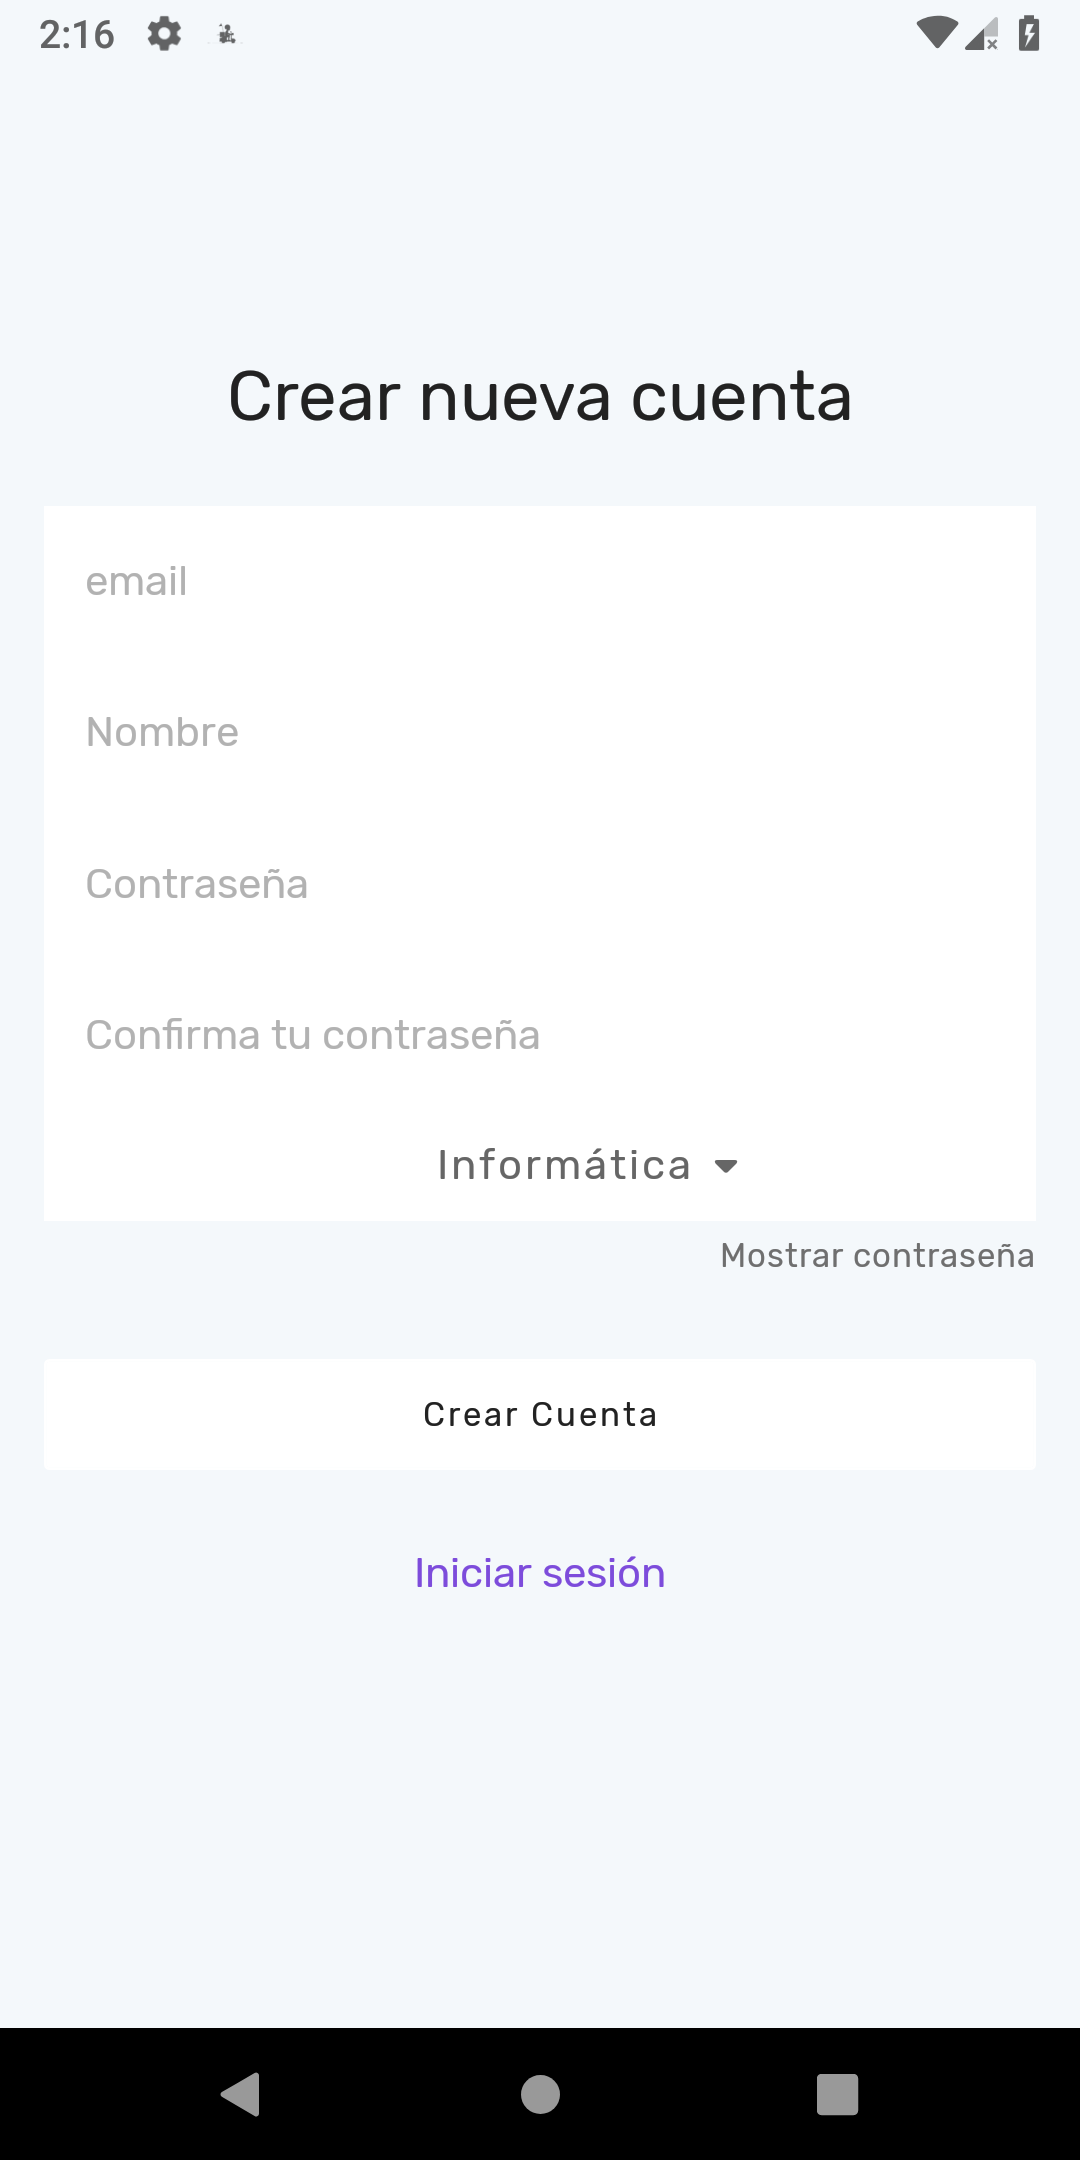 2:16
Crear nueva cuenta
email
Nombre
Contraseña
Confirma tu contraseña
Informática
Mostrar contraseña
Crear Cuenta
Iniciar sesión